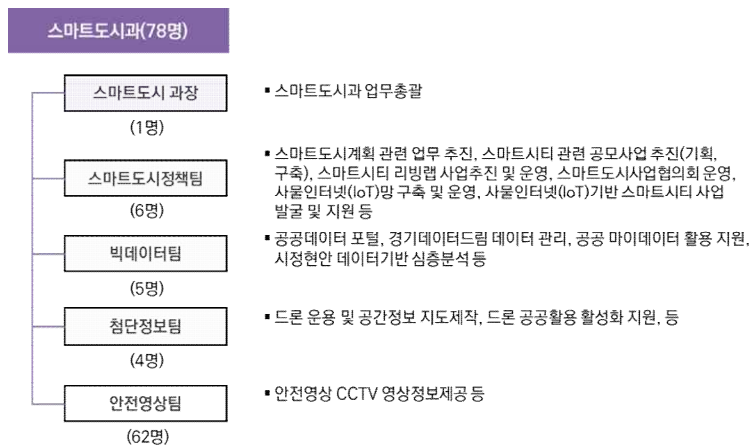 스마트도시과(78명)
스마트도시 과장
(1명)
▪ 스마트도시과 업무총괄
스마트도시정책팀
(6명)
▪ 스마트도시계획 관련 업무 추진, 스마트시티 관련 공모사업 추진(기획,
구축), 스마트시티 리빙랩 사업추진 및 운영, 스마트도시사업협의회 운영,
사물인터넷(IoT)망 구축 및 운영, 사물인터넷(IoT)기반 스마트시티 사업
발굴 및 지원 등
빅데이터팀
(5명)
▪ 공공데이터 포털, 경기데이터드림 데이터 관리, 공공 마이데이터 활용 지원,
시정현안 데이터기반 심층분석 등
첨단정보팀
(4명)
▪ 드론 운용 및 공간정보 지도제작, 드론 공공활용 활성화 지원, 등
안전영상팀
(62명)
▪ 안전영상 CCTV 영상정보제공 등